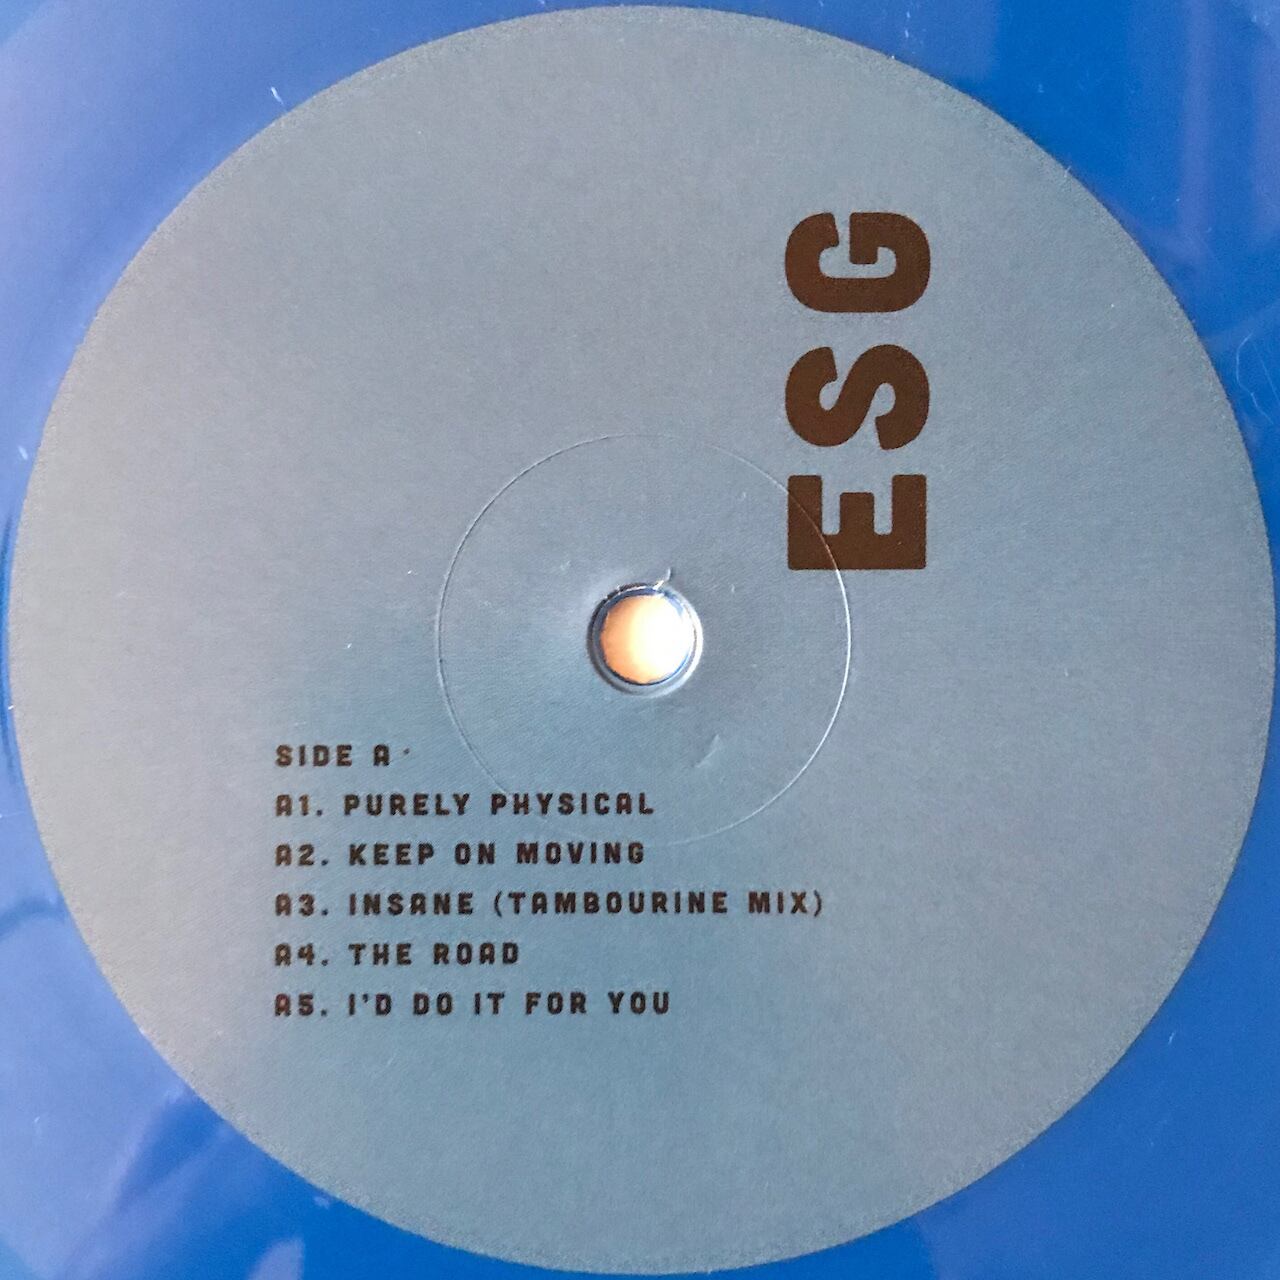 ESG
SIDE A
A1. PURELY PHYSICAL
A2. KEEP ON MOVING
A3. INSANE (TAMBOURINE MIX)
A4. THE ROAD
A5. I'D DO IT FOR YOU